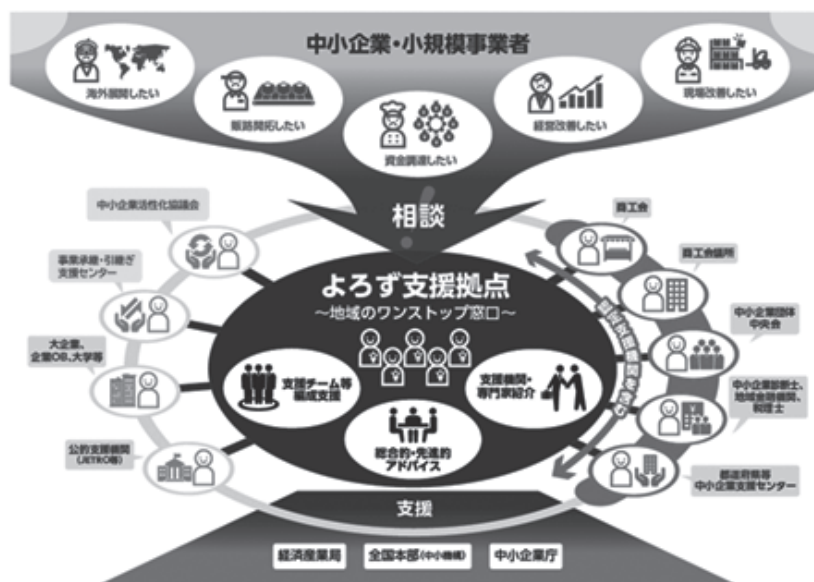 中小企業・小規模事業者
海外展開したい
販路開拓したい
資金調達したい
経営改善したい
現場改善したい
相談
よろず支援拠点
～地域のワンストップ窓口～
支援チーム等
編成支援
総合的・先進的
アドバイス
支援機関・
専門家紹介
中小企業活性化協議会
事業承継・引継ぎ
支援センター
大企業、
企業OB、大学等
公的支援機関
(JETRO等)
商工会
商工会議所
中小企業団体
中央会
中小企業診断士、
地域金融機関、
税理士
都道府県等
中小企業支援センター
支援
経済産業局
全国本部(中小機構)
中小企業庁